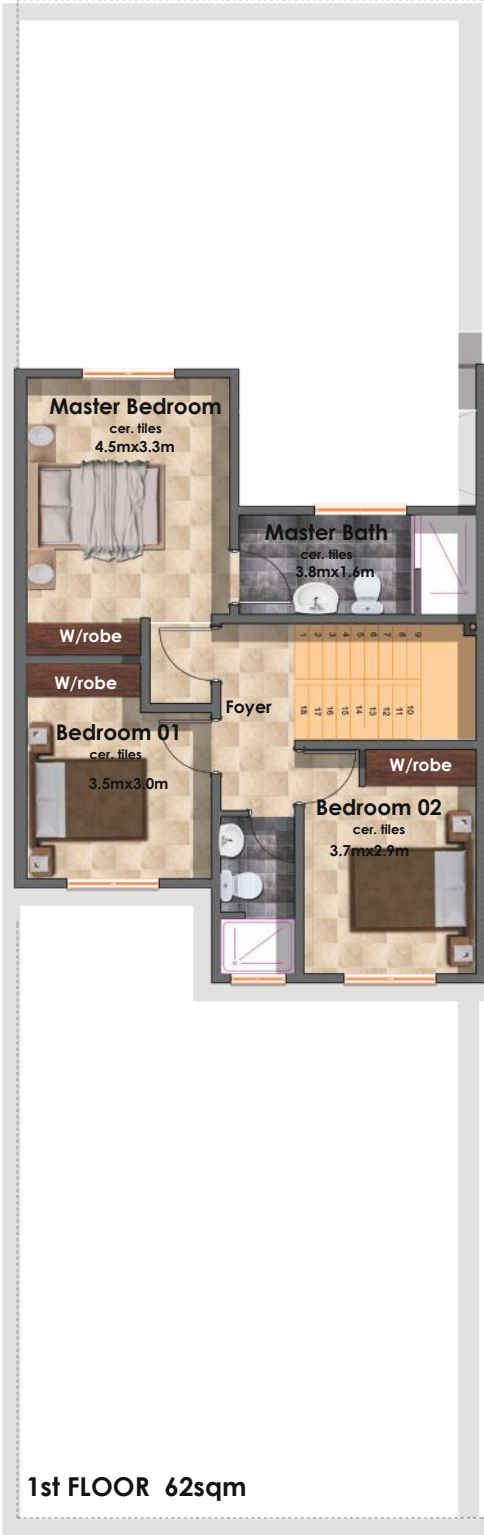 Master Bedroom
cer. tiles
4.5mx3.3m
Master Bath
cer. tiles
3.8mx1.6m
W/robe
1 2 3 4 5 6 7 8 9
W/robe
18 17 16 15 14 13 12 11 10
Foyer
Bedroom 01
cer. tiles
3.5mx3.0m
W/robe
Bedroom 02
cer. tiles
3.7mx2.9m
1st FLOOR 62sqm